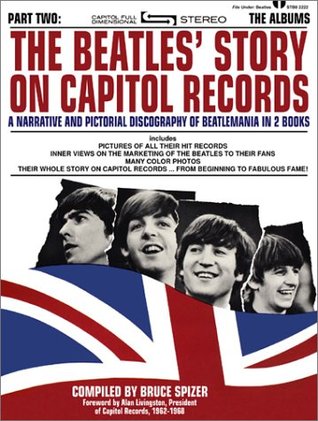 PART TWO:
CAPITOL FULL
DIMENSIONAL
STEREO
File Under: Beatles
STBB 2222
THE ALBUMS
THE BEATLES' STORY
ON CAPITOL RECORDS
A NARRATIVE AND PICTORIAL DISCOGRAPHY OF BEATLEMANIA IN 2 BOOKS
includes
PICTURES OF ALL THEIR HIT RECORDS
INNER VIEWS ON THE MARKETING OF THE BEATLES TO THEIR FANS
MANY COLOR PHOTOS
THEIR WHOLE STORY ON CAPITOL RECORDS ... FROM BEGINNING TO FABULOUS FAME!
COMPILED BY BRUCE SPIZER
Foreword by Alan Livingston, President
of Capitol Records, 1962-1968